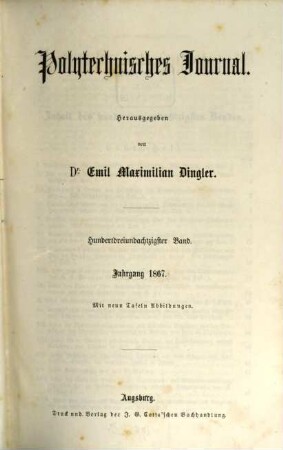 Polytechnisches Journal.
Herausgegeben
von
Dr. Emil Maximilian Dingler.
Hundertdreiundachtzigster Band.
Jahrgang 1867.
Mit neun Tafeln Abbildungen.
Augsburg.
Druck und Verlag der J. G. Cotta'schen Buchhandlung.